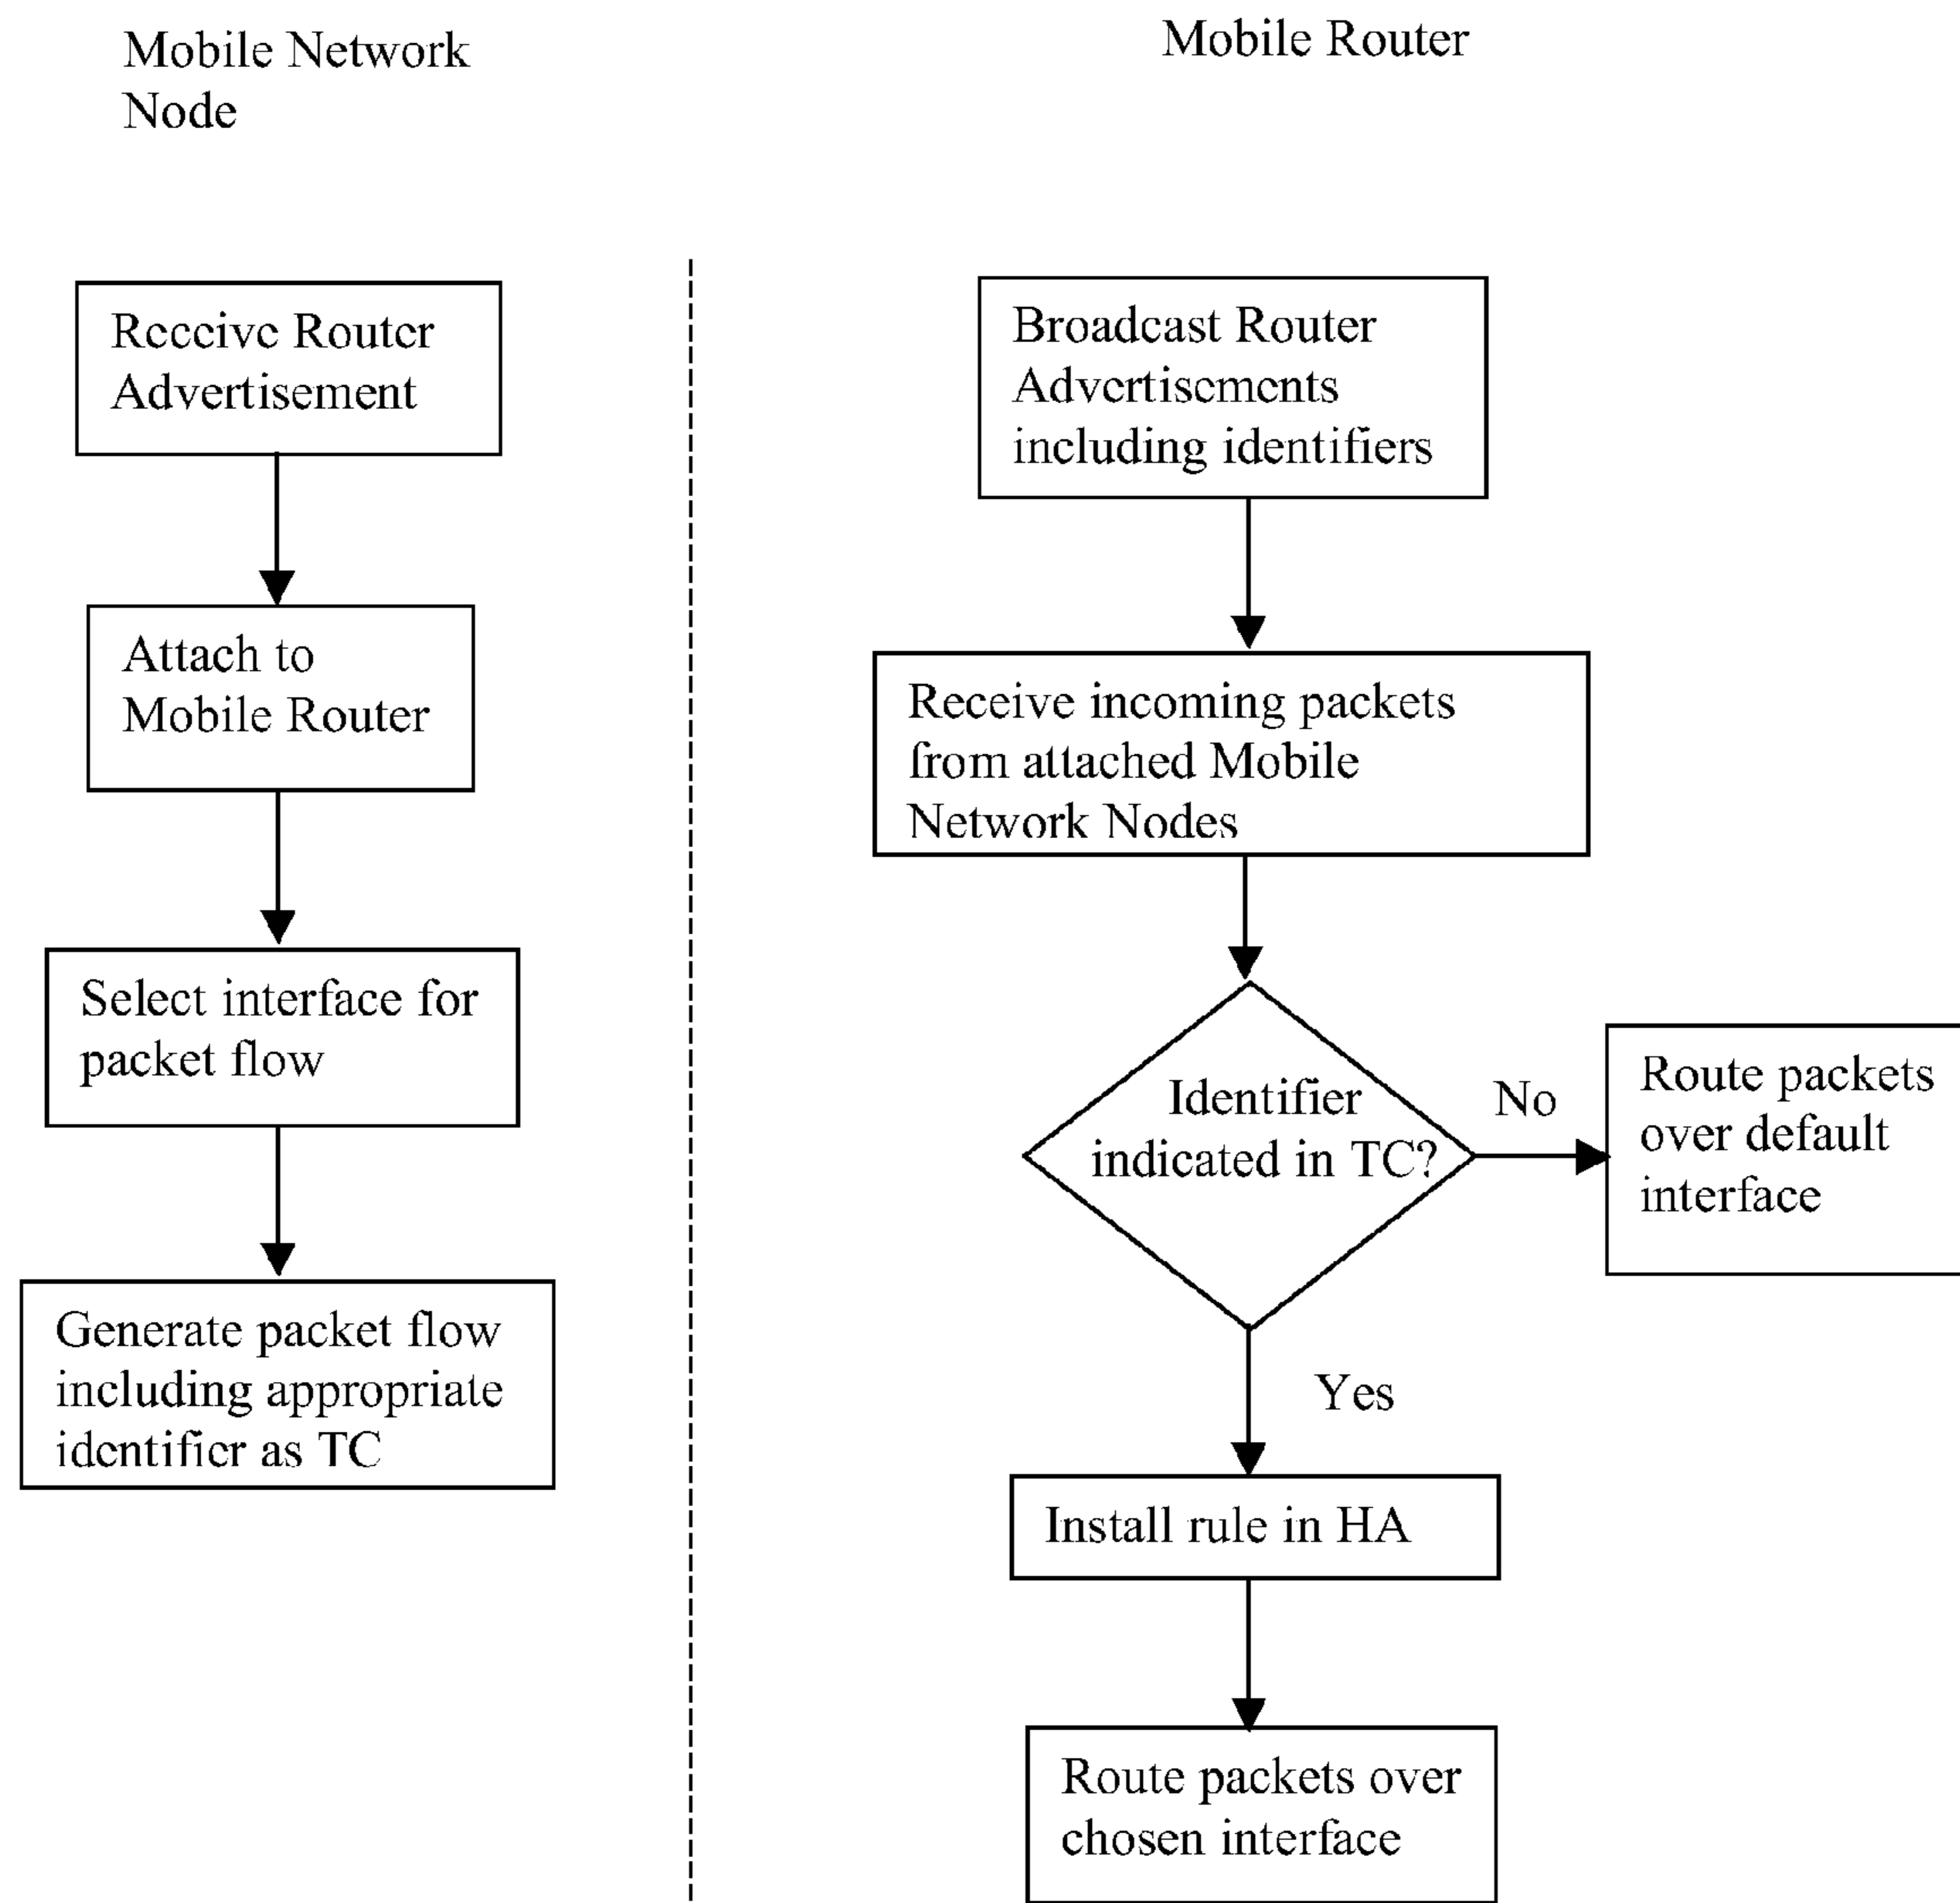 Mobile Network
Node
Mobile Router
Receive Router
Advertisement
Attach to
Mobile Router
Select interface for
packet flow
Generate packet flow
including appropriate
identifier as TC
Broadcast Router
Advertisements
including identifiers
Receive incoming packets
from attached Mobile
Network Nodes
Identifier
indicated in TC?
No
Route packets
over default
interface
Yes
Install rule in HA
Route packets over
chosen interface